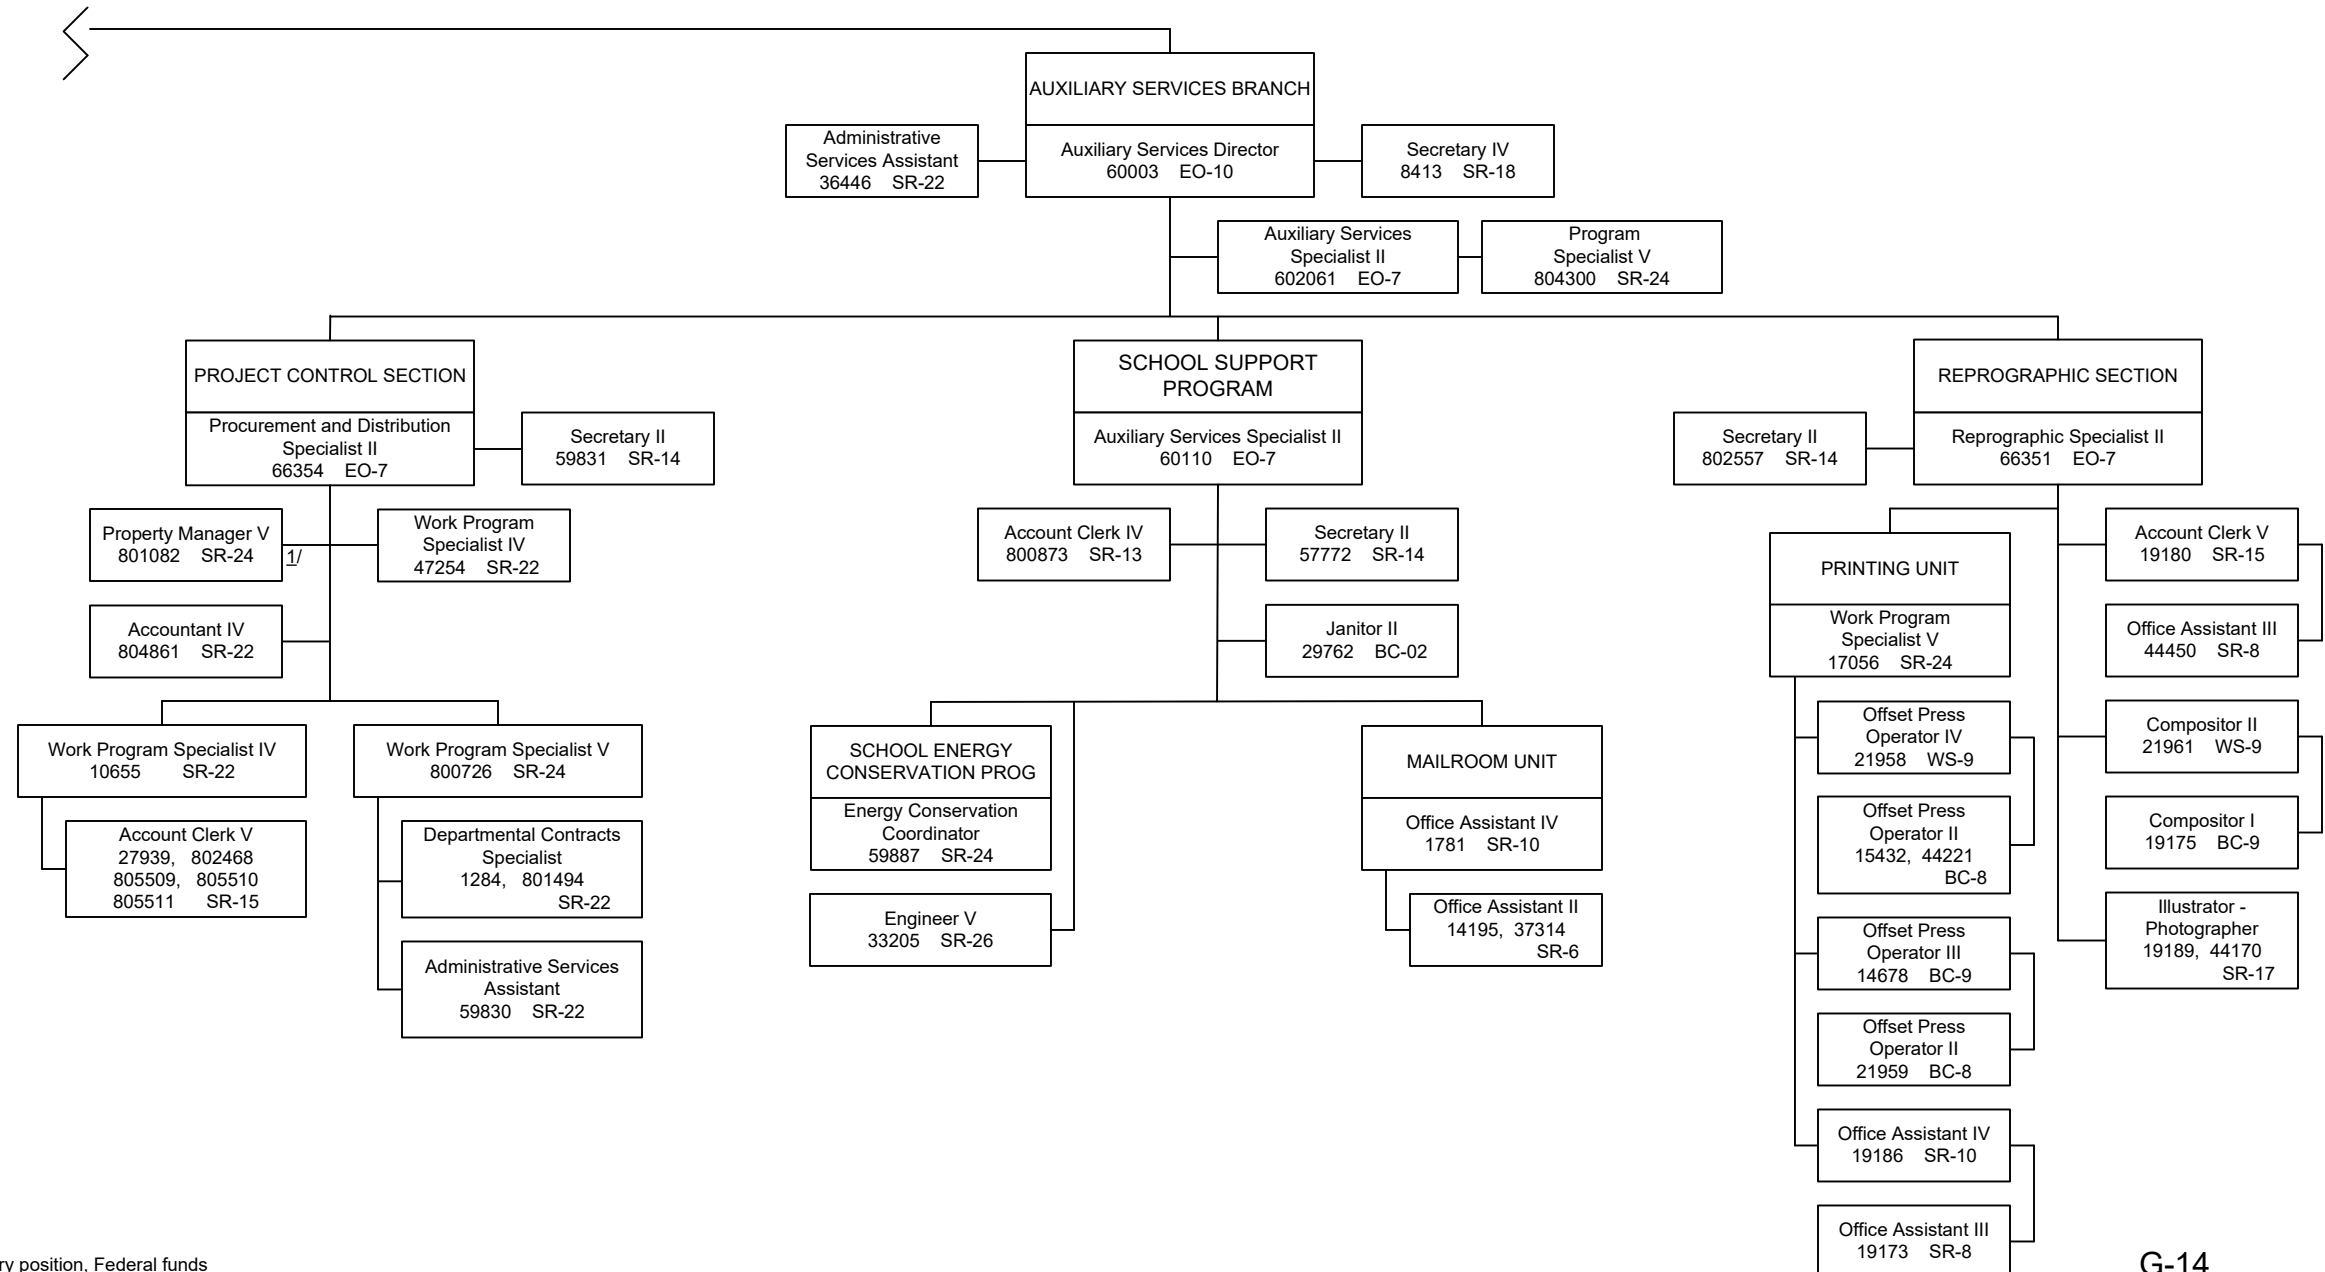 AUXILIARY SERVICES BRANCH
Auxiliary Services Director
60003 EO-10
Administrative
Services Assistant
36446 SR-22
Secretary IV
8413 SR-18
Auxiliary Services
Specialist II
602061 EO-7
Program
Specialist V
804300 SR-24
PROJECT CONTROL SECTION
Procurement and Distribution
Specialist II
66354 EO-7
Secretary II
59831 SR-14
Property Manager V
801082 SR-24
1/
Work Program
Specialist IV
47254 SR-22
Accountant IV
804861 SR-22
Work Program Specialist IV
10655 SR-22
Account Clerk V
27939, 802468
805509, 805510
805511 SR-15
Work Program Specialist V
800726 SR-24
Departmental Contracts
Specialist
1284, 801494
SR-22
Administrative Services
Assistant
59830 SR-22
SCHOOL SUPPORT
PROGRAM
Auxiliary Services Specialist II
60110 EO-7
Account Clerk IV
800873 SR-13
Secretary II
57772 SR-14
Janitor II
29762 BC-02
SCHOOL ENERGY
CONSERVATION PROG
Energy Conservation
Coordinator
59887 SR-24
Engineer V
33205 SR-26
MAILROOM UNIT
Office Assistant IV
1781 SR-10
Office Assistant II
14195, 37314
SR-6
REPROGRAPHIC SECTION
Reprographic Specialist II
66351 EO-7
Secretary II
802557 SR-14
PRINTING UNIT
Work Program
Specialist V
17056 SR-24
Offset Press
Operator IV
21958 WS-9
Offset Press
Operator II
15432, 44221
BC-8
Offset Press
Operator III
14678 BC-9
Offset Press
Operator II
21959 BC-8
Office Assistant IV
19186 SR-10
Office Assistant III
19173 SR-8
Account Clerk V
19180 SR-15
Office Assistant III
44450 SR-8
Compositor II
21961 WS-9
Compositor I
19175 BC-9
Illustrator -
Photographer
19189, 44170
SR-17
ry position, Federal funds
G-14